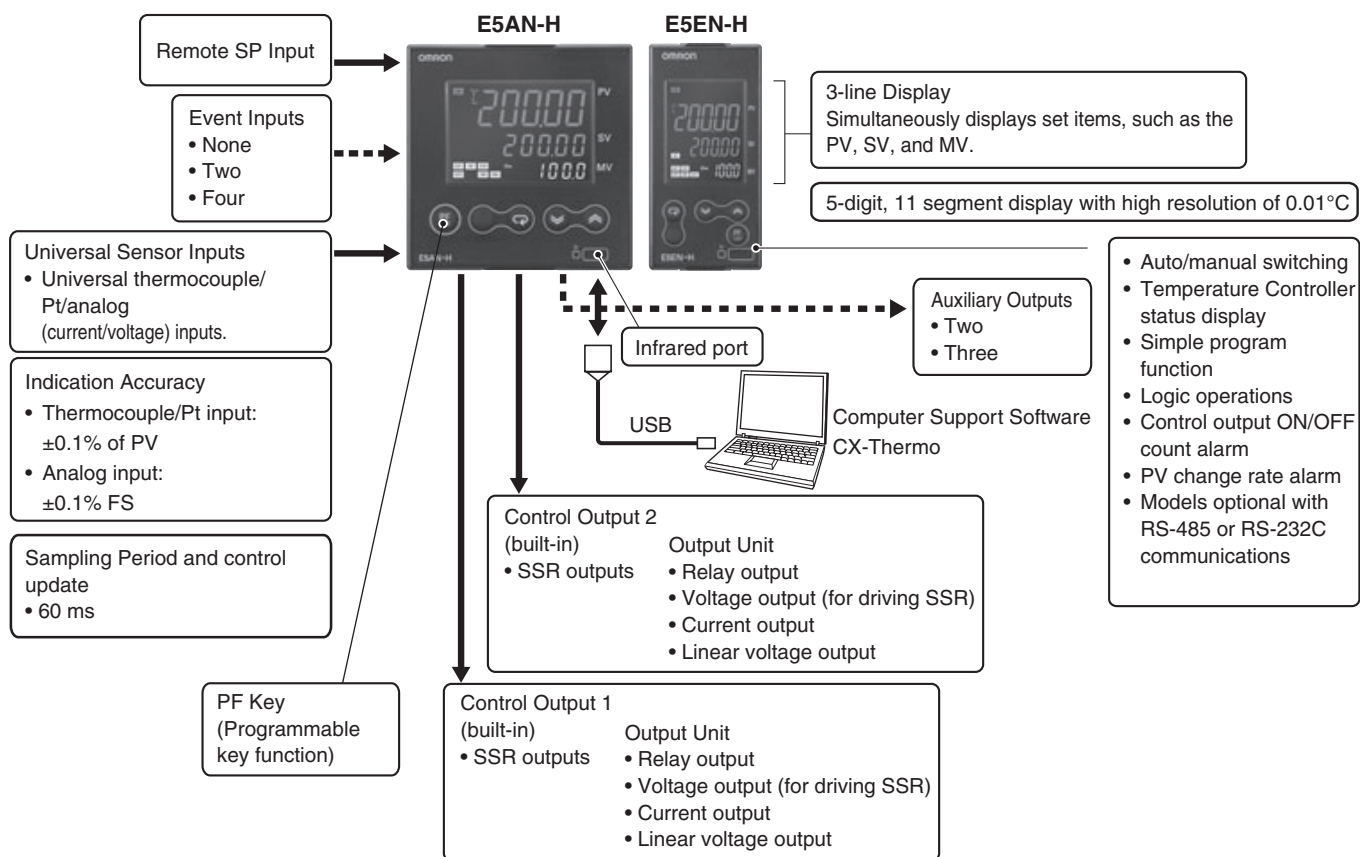 E5AN-H
E5EN-H
Remote SP Input
Event Inputs
• None
• Two
• Four
Universal Sensor Inputs
• Universal thermocouple/
Pt/analog
(current/voltage) inputs.
Indication Accuracy
• Thermocouple/Pt input:
±0.1% of PV
• Analog input:
±0.1% FS
Sampling Period and control
update
• 60 ms
OMRON
200.00
PV
200.00
SV
100.0
MV
PF
E5AN-H
OMRON
200.00
200.00
100.0
E5EN-H
3-line Display
Simultaneously displays set items, such as the
PV, SV, and MV.
5-digit, 11 segment display with high resolution of 0.01°C
• Auto/manual switching
• Temperature Controller
status display
• Simple program
function
• Logic operations
• Control output ON/OFF
count alarm
• PV change rate alarm
• Models optional with
RS-485 or RS-232C
communications
Auxiliary Outputs
• Two
• Three
Infrared port
USB
Computer Support Software
CX-Thermo
Control Output 2
(built-in)
• SSR outputs
Output Unit
• Relay output
• Voltage output (for driving SSR)
• Current output
• Linear voltage output
PF Key
(Programmable
key function)
Control Output 1
(built-in)
• SSR outputs
Output Unit
• Relay output
• Voltage output (for driving SSR)
• Current output
• Linear voltage output